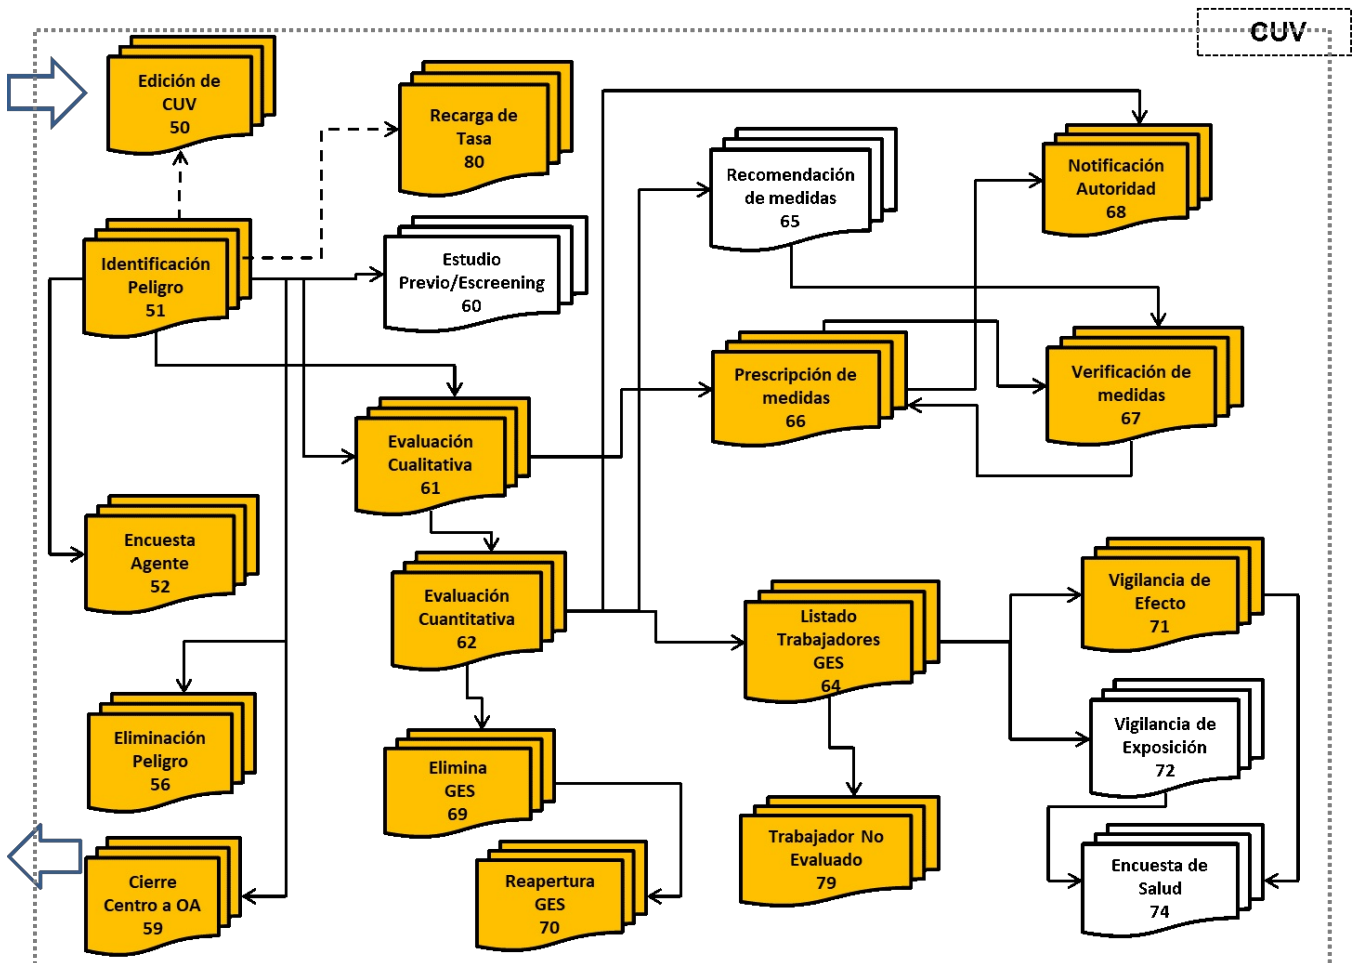 CUV
Edición de
CUV
50
Recarga de
Tasa
80
Recomendación
de medidas
65
Notificación
Autoridad
68
Identificación
Peligro
51
Estudio
Previo/Escreening
60
Prescripción de
medidas
66
Verificación de
medidas
67
Evaluación
Cualitativa
61
Encuesta
Agente
52
Evaluación
Cuantitativa
62
Listado
Trabajadores
GES
64
Vigilancia de
Efecto
71
Eliminación
Peligro
56
Elimina
GES
69
Vigilancia de
Exposición
72
Trabajador No
Evaluado
79
Cierre
Centro a OA
59
Reapertura
GES
70
Encuesta de
Salud
74